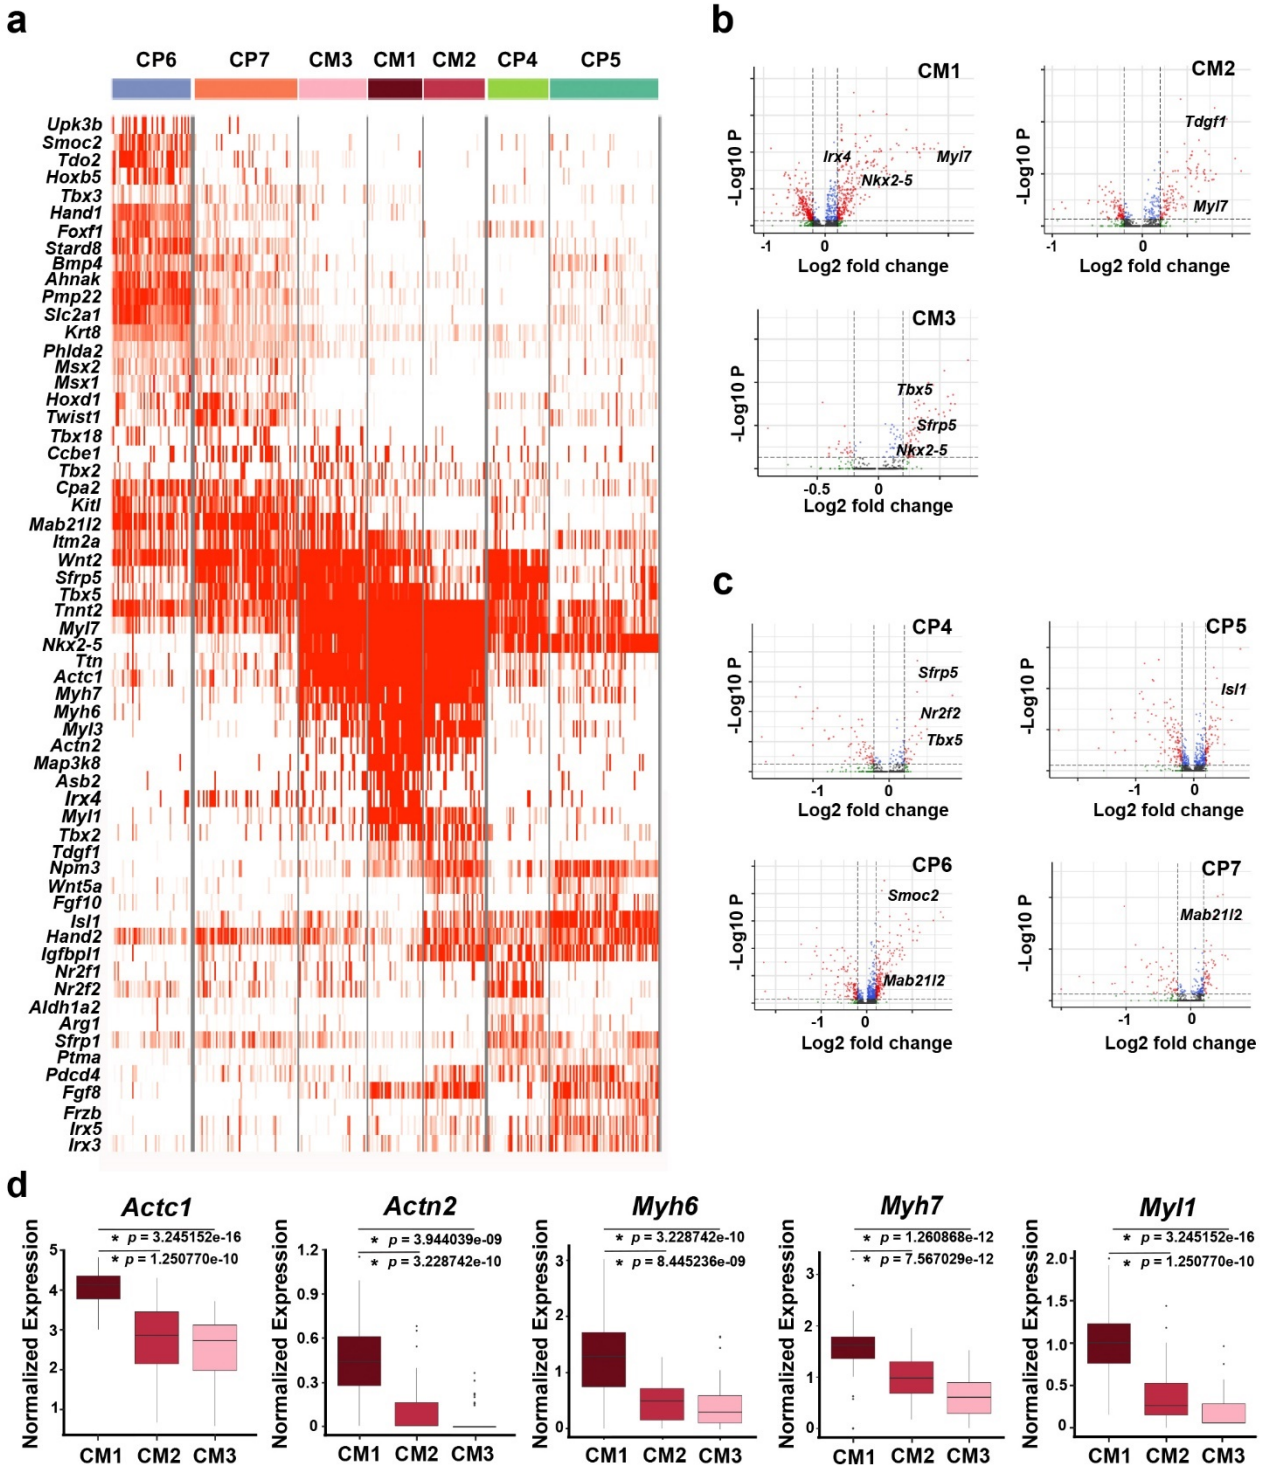 a
CP6 CP7 CM3 CM1 CM2 CP4 CP5
Upk3b
Smoc2
Tdo2
Hoxb5
Tbx3
Hand1
Foxf1
Stard8
Bmp4
Ahnak
Pmp22
Slc2a1
Krt8
Phlda2
Msx2
Msx1
Hoxd1
Twist1
Tbx18
Ccbe1
Tbx2
Cpa2
Kitl
Mab21l2
Itm2a
Wnt2
Sfrp5
Tbx5
Tnnt2
Myl7
Nkx2-5
Ttn
Actc1
Myh7
Myh6
Myl3
Actn2
Map3k8
Asb2
Irx4
Myl1
Tbx2
Tdgf1
Npm3
Wnt5a
Fgf10
Isl1
Hand2
Igfbpl1
Nr2f1
Nr2f2
Aldh1a2
Arg1
Sfrp1
Ptma
Pdcd4
Fgf8
Frzb
Irx5
Irx3
b
CM1
-Log10 P
Irx4
Myl7
Nkx2-5
-1 0
Log2 fold change
CM2
-Log10 P
Tdgf1
Myl7
-1 0
Log2 fold change
CM3
-Log10 P
Tbx5
Sfrp5
Nkx2-5
-0.5 0
Log2 fold change
c
CP4
-Log10 P
Sfrp5
Nr2f2
Tbx5
-1 0
Log2 fold change
CP5
-Log10 P
Isl1
-1 0
Log2 fold change
CP6
-Log10 P
Smoc2
Mab21l2
-1 0
Log2 fold change
CP7
-Log10 P
Mab21l2
-1 0
Log2 fold change
d
Actc1
* p = 3.245152e-16
* p = 1.250770e-10
Normalized Expression
5
4
3
2
1
CM1 CM2 CM3
Actn2
* p = 3.944039e-09
* p = 3.228742e-10
Normalized Expression
1.2
0.9
0.6
0.3
0
CM1 CM2 CM3
Myh6
* p = 3.228742e-10
* p = 8.445236e-09
Normalized Expression
3
2
1
0
CM1 CM2 CM3
Myh7
* p = 1.260868e-12
* p = 7.567029e-12
Normalized Expression
3
2
1
0
CM1 CM2 CM3
Myl1
* p = 3.245152e-16
* p = 1.250770e-10
Normalized Expression
2.0
1.5
1.0
0.5
0
CM1 CM2 CM3